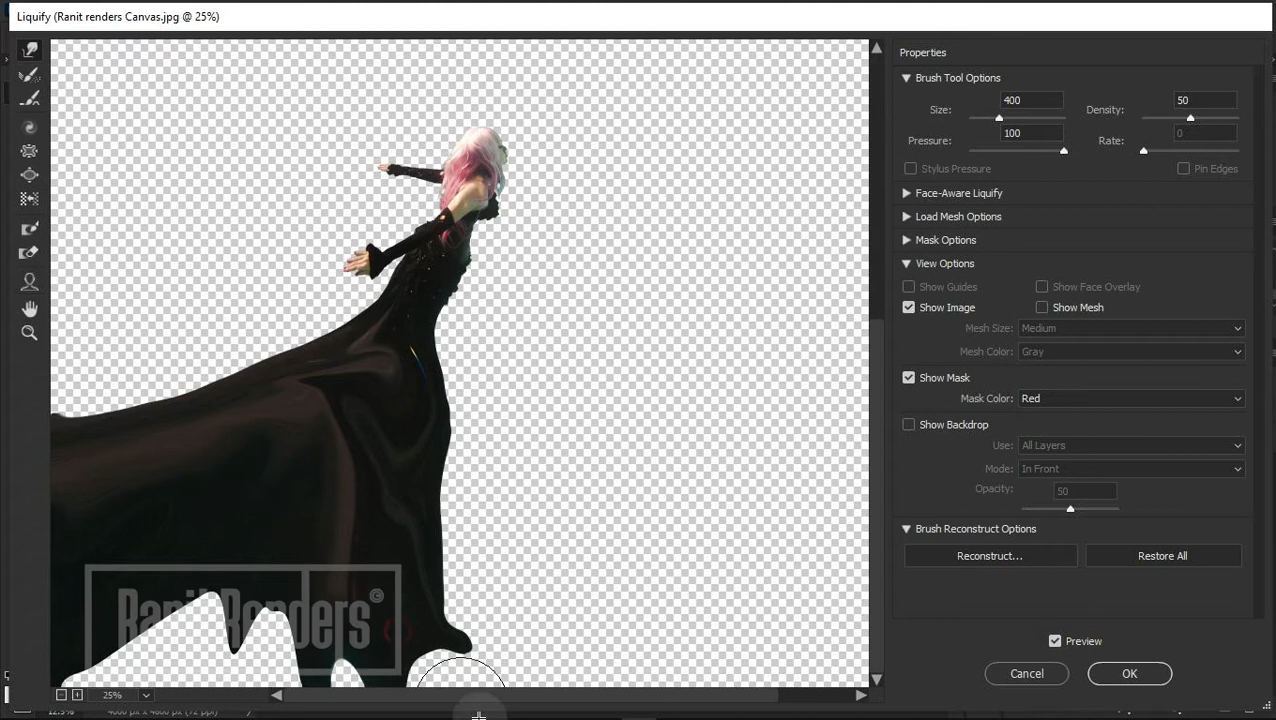 Liquify (Ranit renders Canvas.jpg @ 25%)
Properties
Brush Tool Options
Size: 400 Density: 50
Pressure: 100 Rate: 0
Stylus Pressure Pin Edges
Face-Aware Liquify
Load Mesh Options
Mask Options
View Options
Show Guides Show Face Overlay
Show Image Show Mesh
Mesh Size: Medium
Mesh Color: Gray
Show Mask
Mask Color: Red
Show Backdrop
Use: All Layers
Mode: In Front
Opacity: 50
Brush Reconstruct Options
Reconstruct... Restore All
Ranit Renders ©
Preview
Cancel OK
25%